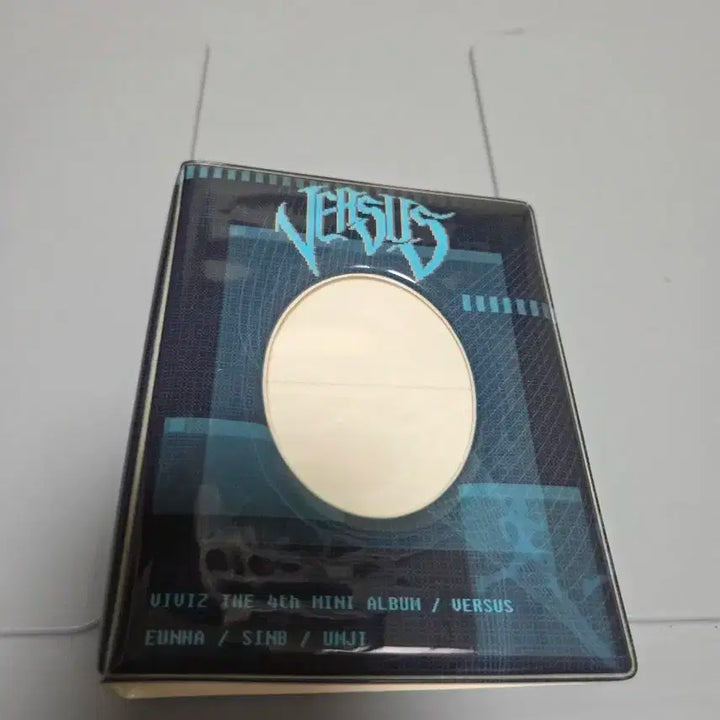 VERSUS
VIVIZ THE 4th MINI ALBUM / VERSUS
EUNHA / SINB / UMJI